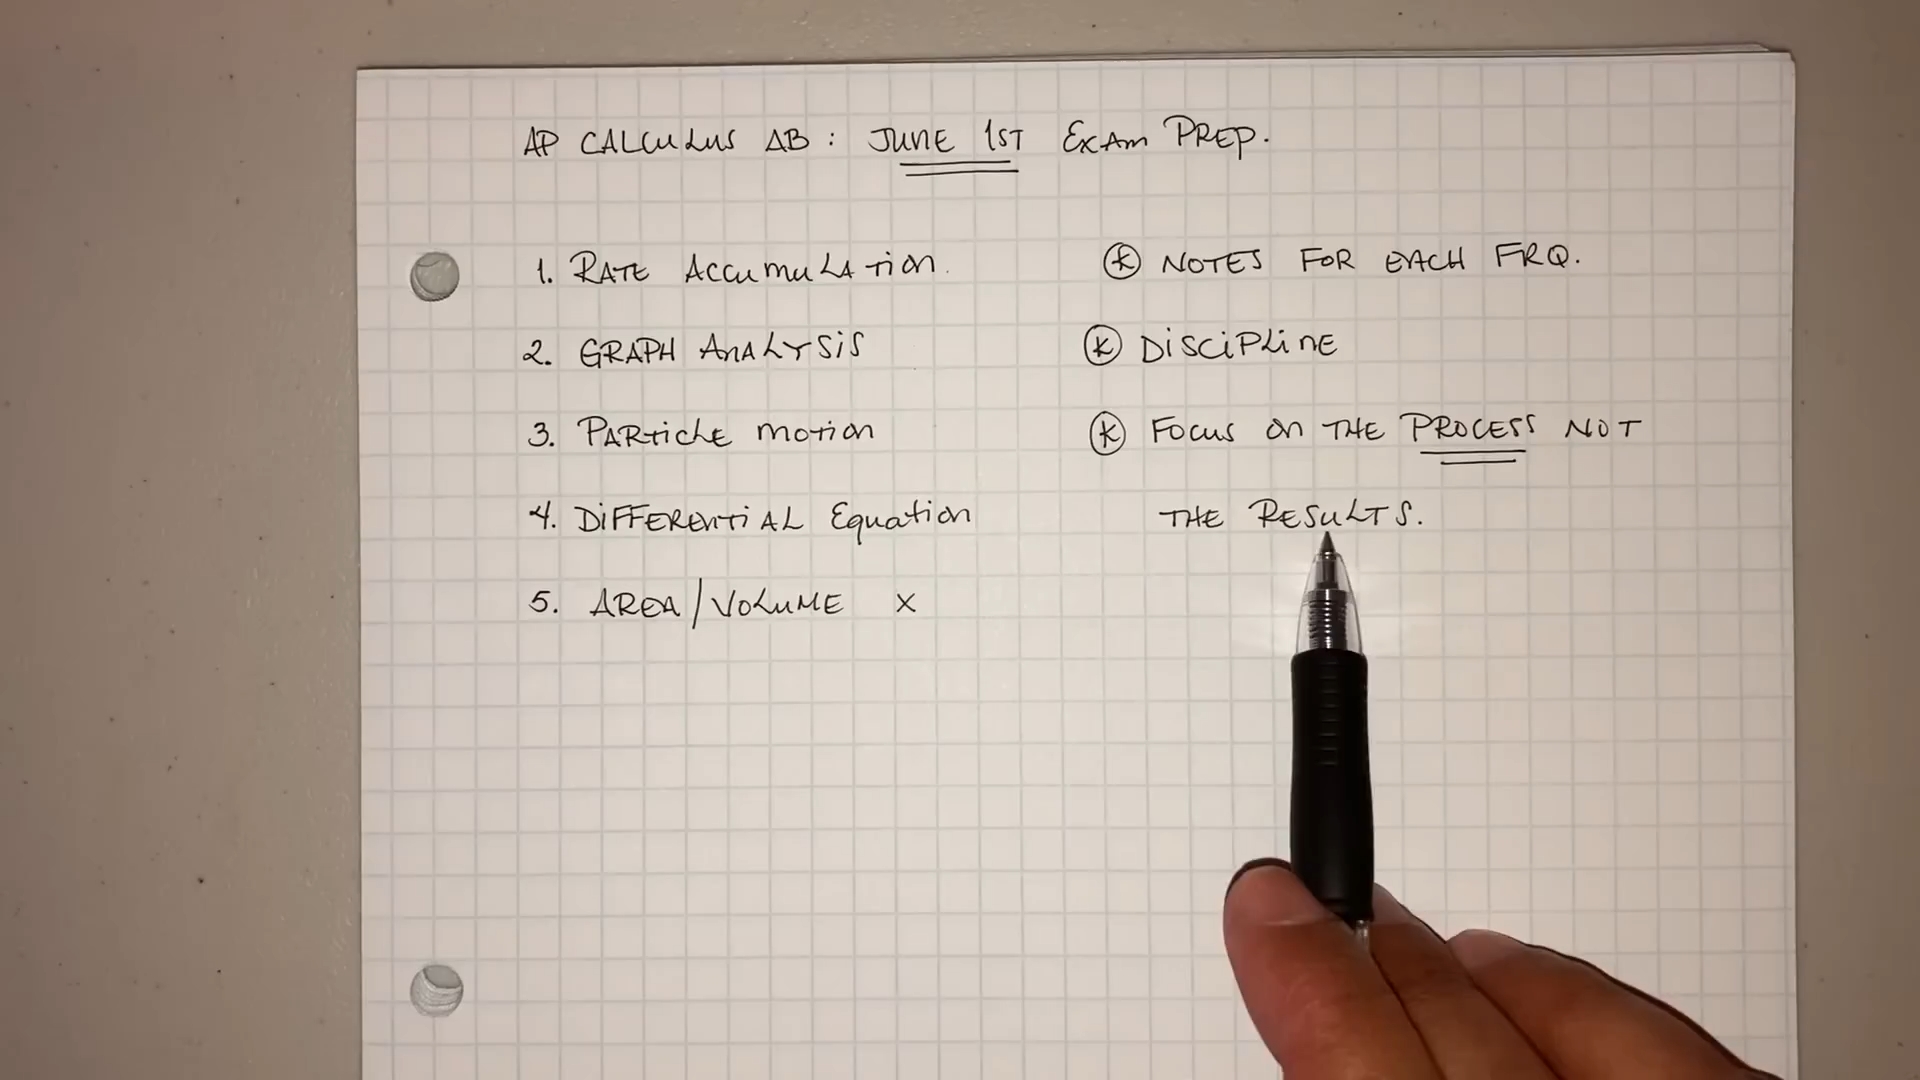 AP CALCULUS AB: JUNE 1ST EXAM PREP.
1. RATE ACCUMULATION.
2. GRAPH ANALYSIS
3. PARTICLE MOTION
4. DIFFERENTIAL Equation
5. AREA/VOLUME X
* NOTES FOR EACH FRQ.
* DISCIPLINE
* FOCUS ON THE PROCESS NOT
THE RESULTS.